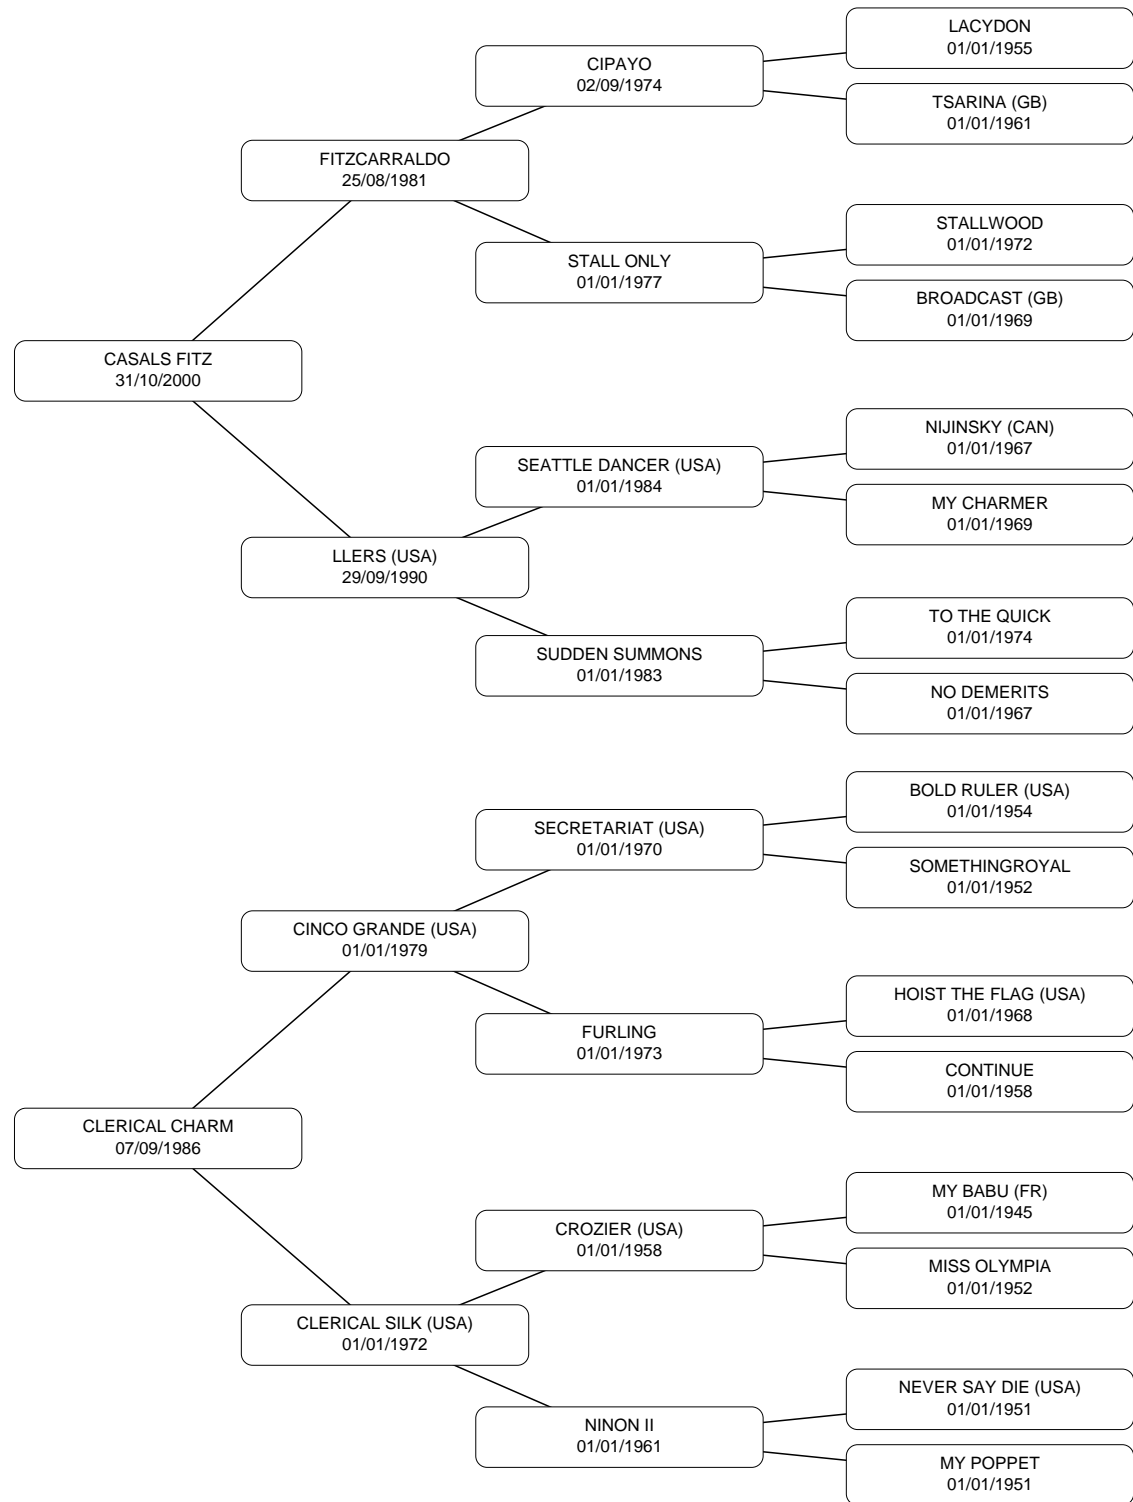 LACYDON
01/01/1955
CIPAYO
02/09/1974
TSARINA (GB)
01/01/1961
FITZCARRALDO
25/08/1981
STALLWOOD
01/01/1972
STALL ONLY
01/01/1977
BROADCAST (GB)
01/01/1969
CASALS FITZ
31/10/2000
NIJINSKY (CAN)
01/01/1967
SEATTLE DANCER (USA)
01/01/1984
MY CHARMER
01/01/1969
LLERS (USA)
29/09/1990
TO THE QUICK
01/01/1974
SUDDEN SUMMONS
01/01/1983
NO DEMERITS
01/01/1967
BOLD RULER (USA)
01/01/1954
SECRETARIAT (USA)
01/01/1970
SOMETHINGROYAL
01/01/1952
CINCO GRANDE (USA)
01/01/1979
HOIST THE FLAG (USA)
01/01/1968
FURLING
01/01/1973
CONTINUE
01/01/1958
CLERICAL CHARM
07/09/1986
MY BABU (FR)
01/01/1945
CROZIER (USA)
01/01/1958
MISS OLYMPIA
01/01/1952
CLERICAL SILK (USA)
01/01/1972
NEVER SAY DIE (USA)
01/01/1951
NINON II
01/01/1961
MY POPPET
01/01/1951